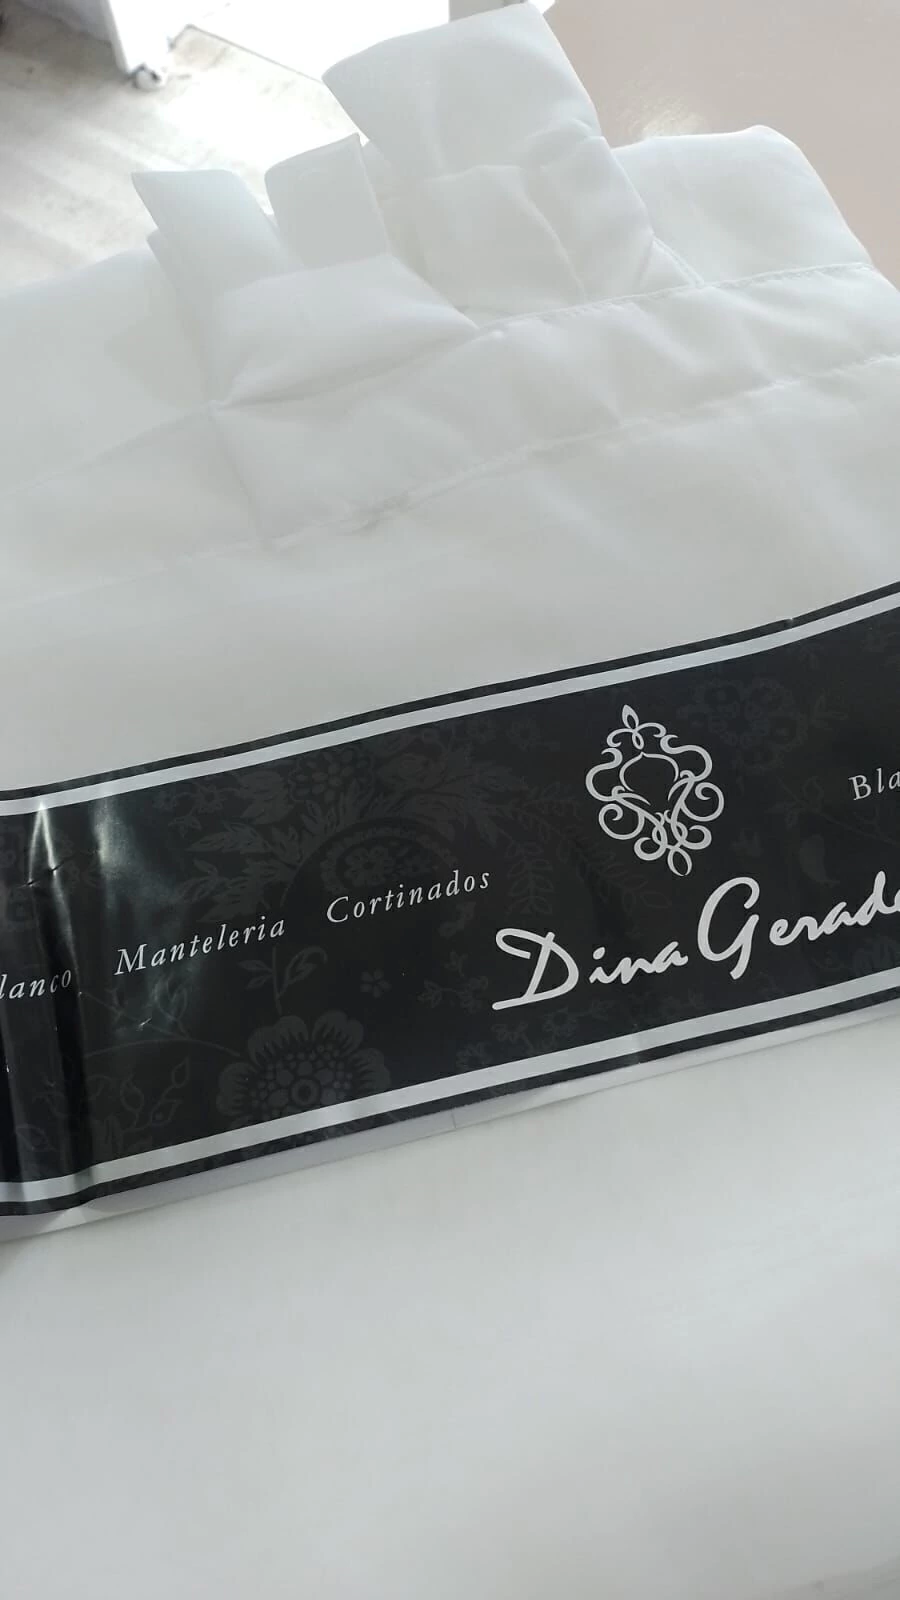 lanco Manteleria Cortinados
Dina Gerade
Bla